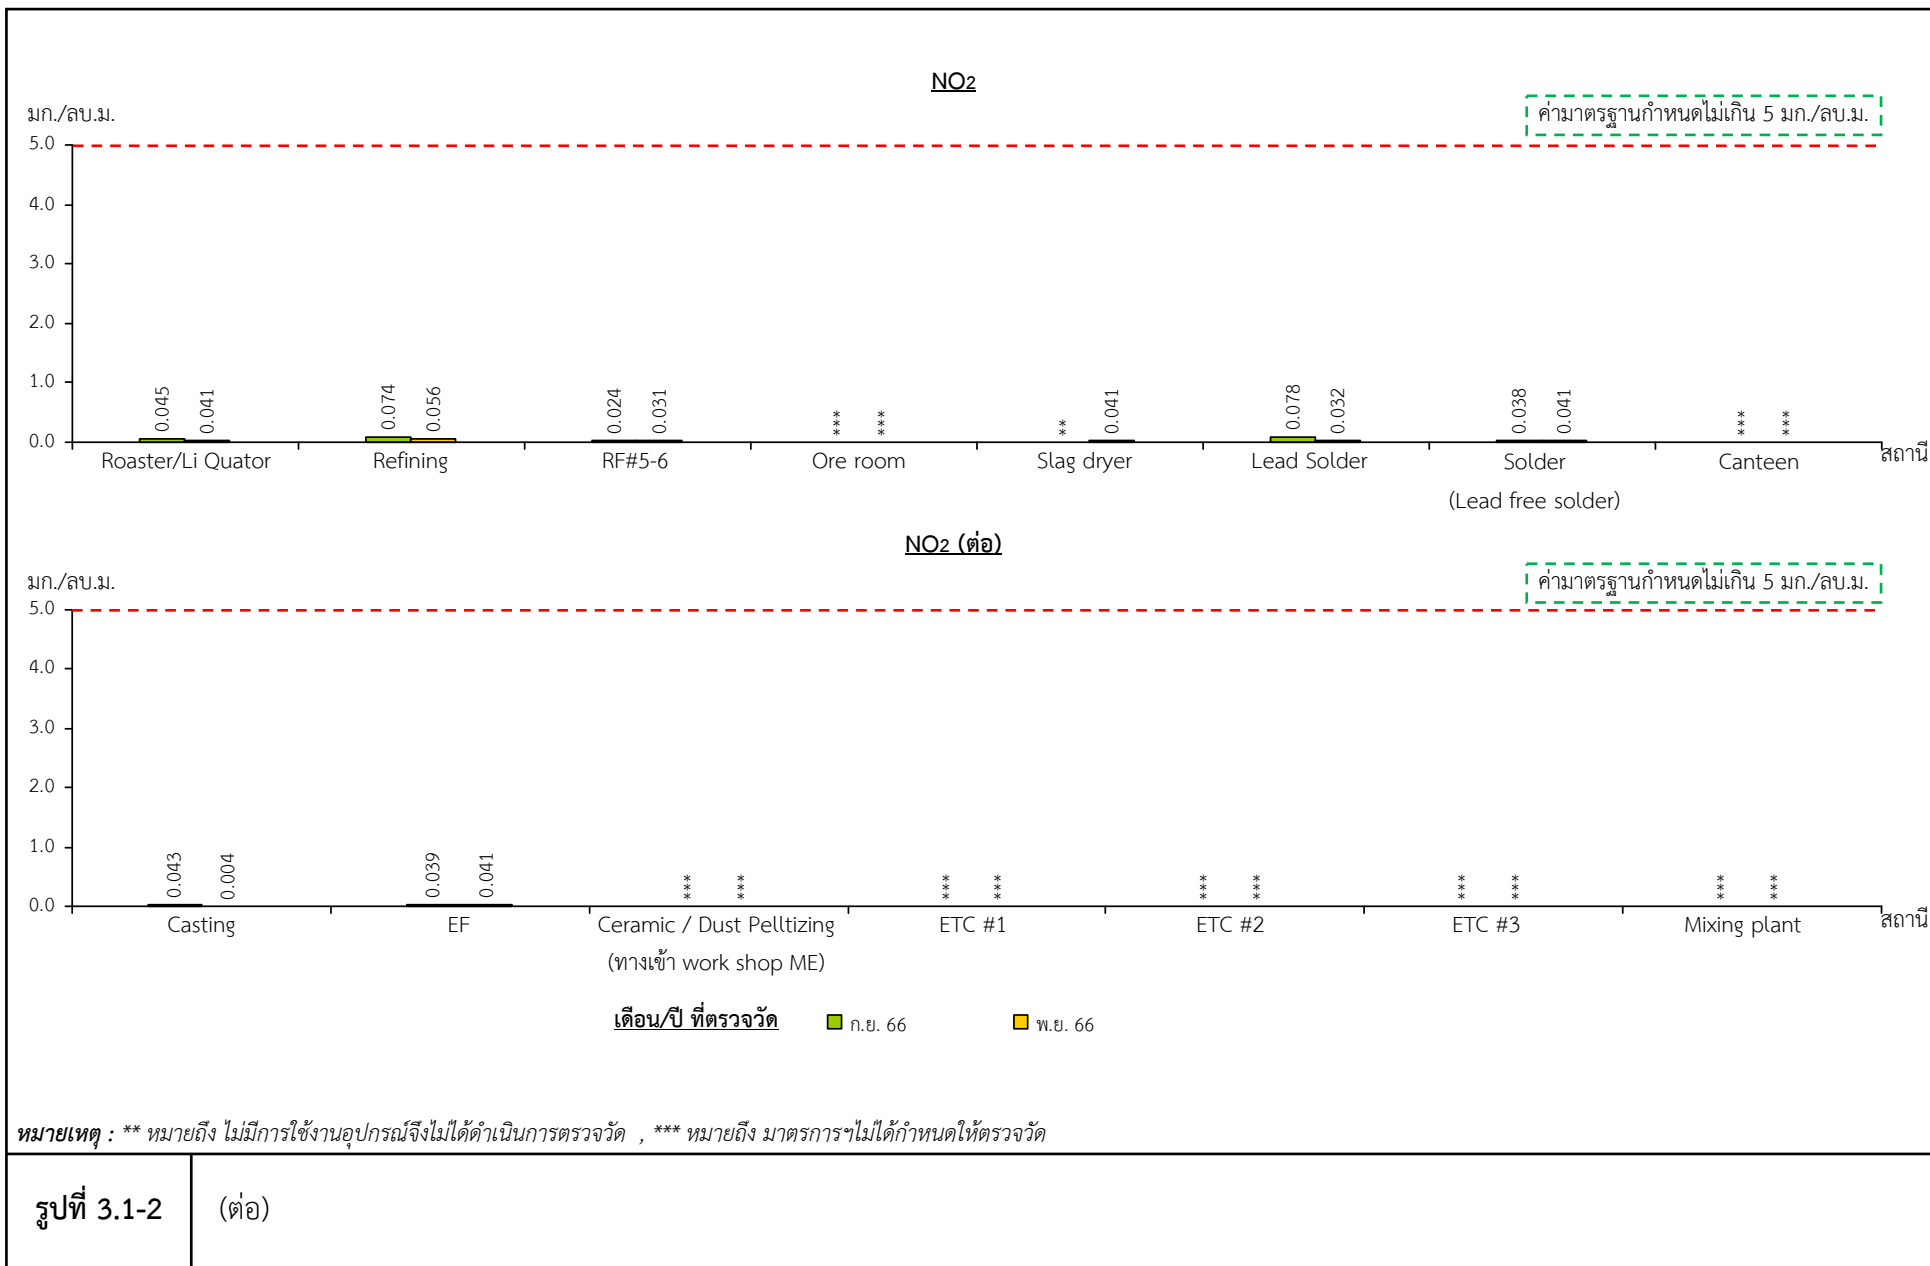 NO2
มก./ลบ.ม.
ค่ามาตรฐานกำหนดไม่เกิน 5 มก./ลบ.ม.
5.0
4.0
3.0
2.0
1.0
0.0
0.045 0.041 0.074 0.056 0.024 0.031 *** *** ** 0.041 0.078 0.032 0.038 0.041 *** ***
Roaster/Li Quator Refining RF#5-6 Ore room Slag dryer Lead Solder Solder Canteen สถานี
(Lead free solder)
NO2 (ต่อ)
มก./ลบ.ม.
ค่ามาตรฐานกำหนดไม่เกิน 5 มก./ลบ.ม.
5.0
4.0
3.0
2.0
1.0
0.0
0.043 0.004 0.039 0.041 *** *** *** *** *** *** *** *** *** ***
Casting EF Ceramic / Dust Pelltizing ETC #1 ETC #2 ETC #3 Mixing plant สถานี
(ทางเข้า work shop ME)
เดือน/ปี ที่ตรวจวัด ก.ย. 66 พ.ย. 66
หมายเหตุ : ** หมายถึง ไม่มีการใช้งานอุปกรณ์จึงไม่ได้ดำเนินการตรวจวัด , *** หมายถึง มาตรการฯไม่ได้กำหนดให้ตรวจวัด
รูปที่ 3.1-2 (ต่อ)